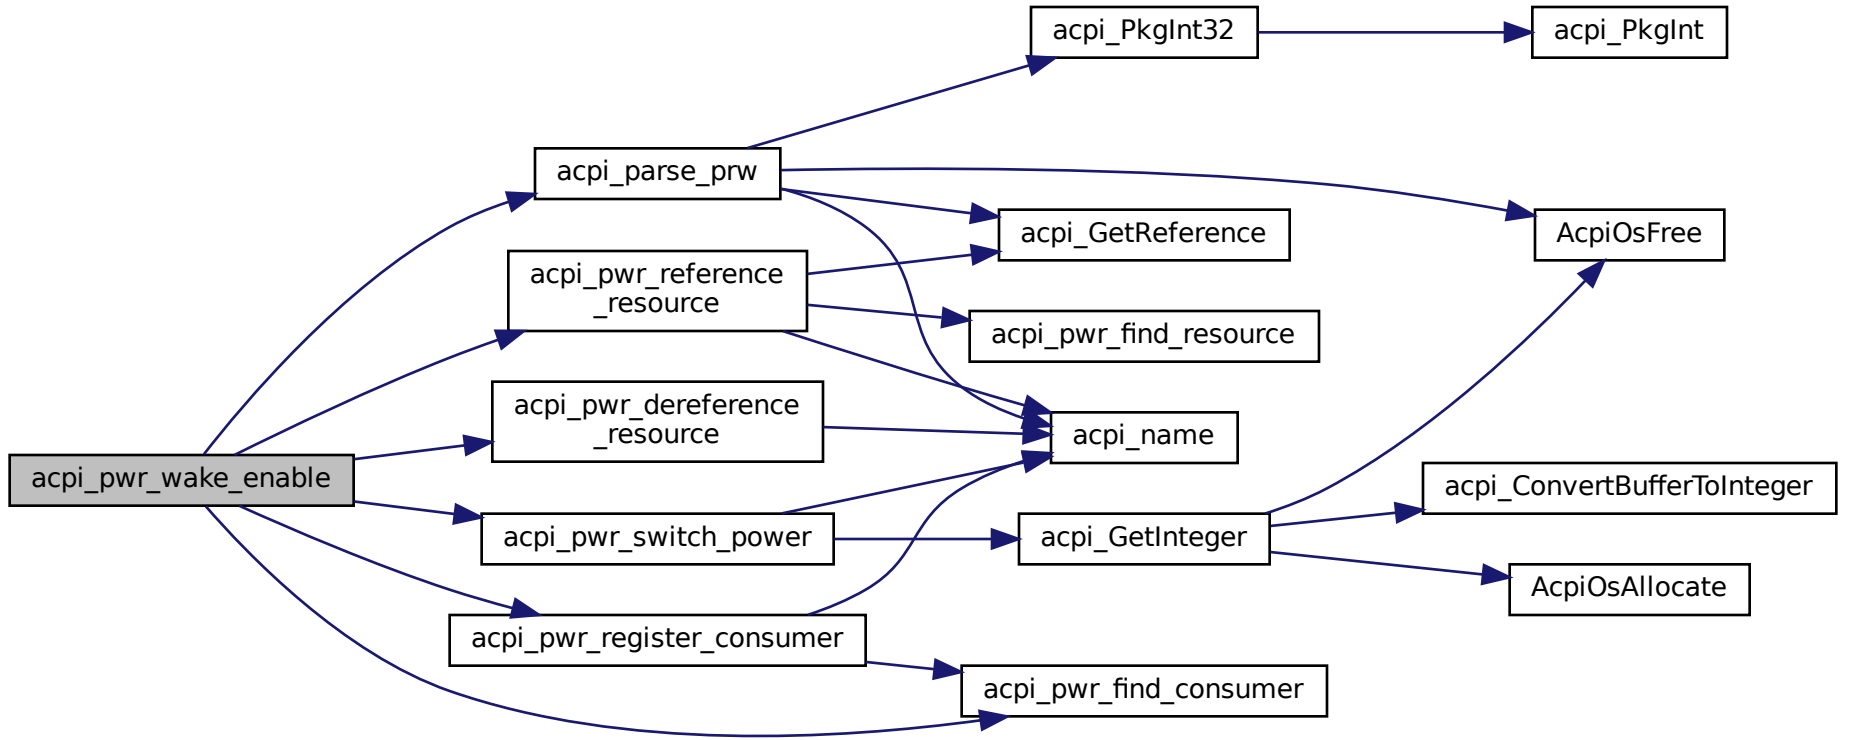 acpi_PkgInt32
acpi_PkgInt
acpi_parse_prw
acpi_GetReference
AcpiOsFree
acpi_pwr_reference
_resource
acpi_pwr_find_resource
acpi_pwr_dereference
_resource
acpi_name
acpi_pwr_wake_enable
acpi_ConvertBufferToInteger
acpi_pwr_switch_power
acpi_GetInteger
AcpiOsAllocate
acpi_pwr_register_consumer
acpi_pwr_find_consumer